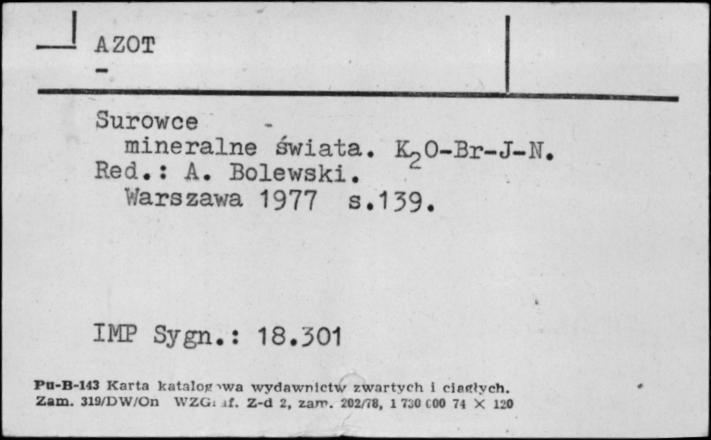 AZOT
-
Surowce
mineralne świata. K₂O-Br-J-N.
Red.: A. Bolewski.
Warszawa 1977 s.139.
IMP Sygn.: 18.301
Pu-B-143 Karta katalogowa wydawnictw zwartych i ciągłych.
Zam. 319/DW/On WZGraf. Z-d 2, zam. 202/78, 1 730 000 74 × 120